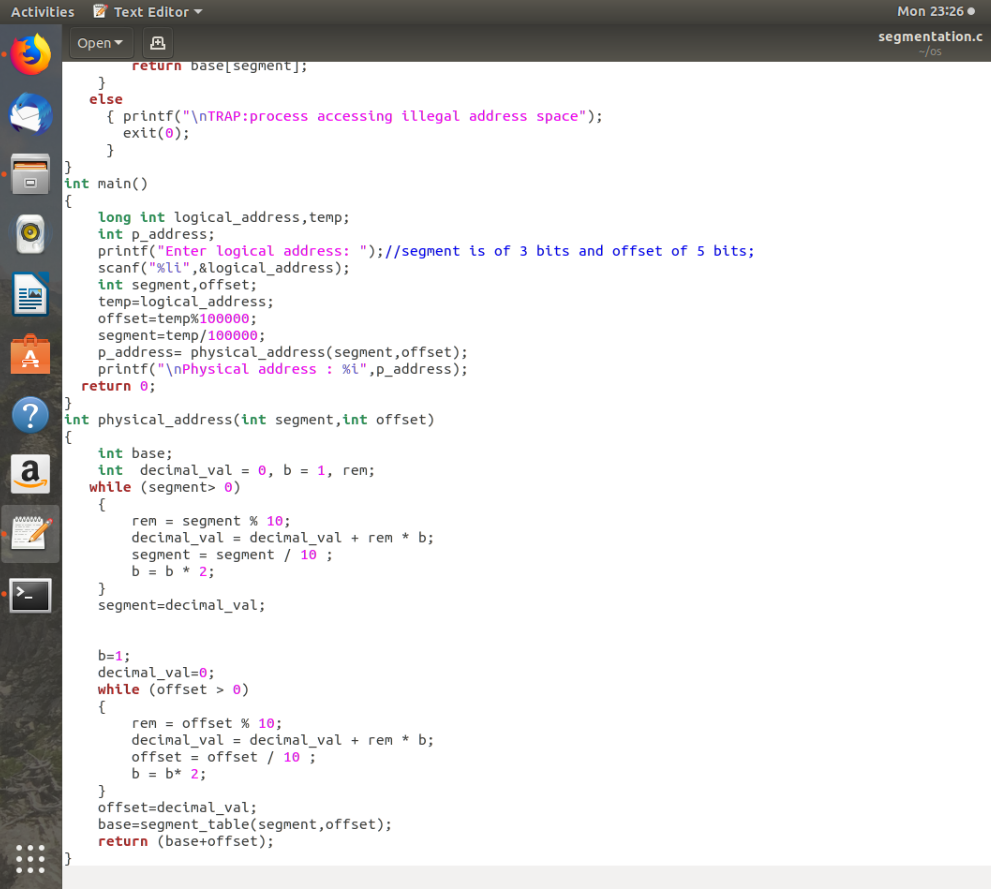 Activities Text Editor Mon 23:26
Open segmentation.c
~/os
return base[segment];
}
else
{ printf("\nTRAP:process accessing illegal address space");
exit(0);
}
}
int main()
{
long int logical_address,temp;
int p_address;
printf("Enter logical address: ");//segment is of 3 bits and offset of 5 bits;
scanf("%li",&logical_address);
int segment,offset;
temp=logical_address;
offset=temp%100000;
segment=temp/100000;
p_address= physical_address(segment,offset);
printf("\nPhysical address : %i",p_address);
return 0;
}
int physical_address(int segment,int offset)
{
int base;
int  decimal_val = 0, b = 1, rem;
while (segment> 0)
{
rem = segment % 10;
decimal_val = decimal_val + rem * b;
segment = segment / 10 ;
b = b * 2;
}
segment=decimal_val;
b=1;
decimal_val=0;
while (offset > 0)
{
rem = offset % 10;
decimal_val = decimal_val + rem * b;
offset = offset / 10 ;
b = b* 2;
}
offset=decimal_val;
base=segment_table(segment,offset);
return (base+offset);
}